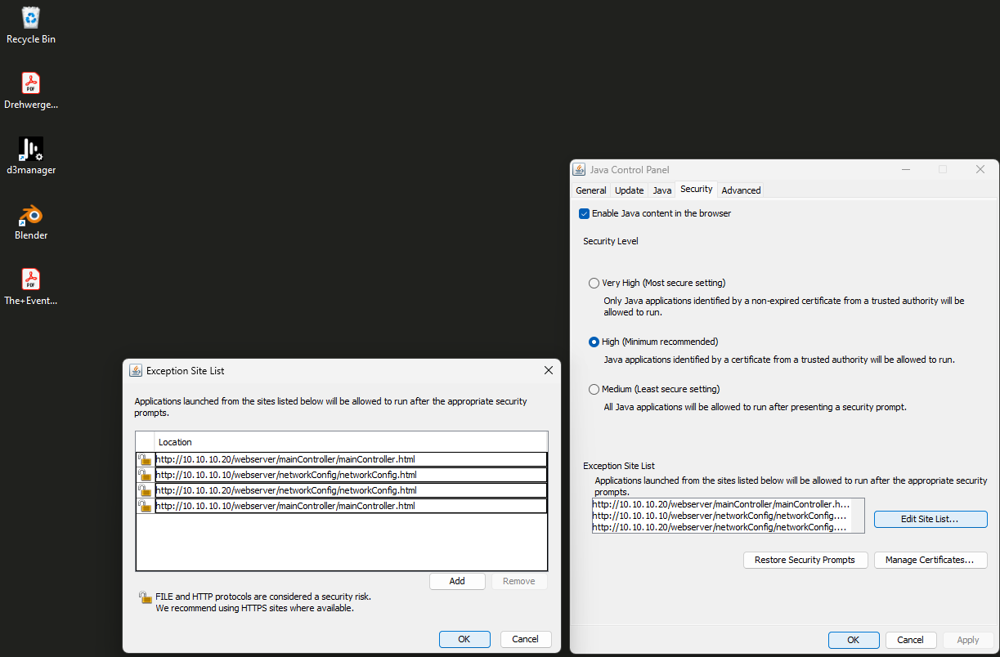 Recycle Bin
PDF
Drehwerge...
d3manager
Blender
PDF
The+Event...
Exception Site List
Applications launched from the sites listed below will be allowed to run after the appropriate security
prompts.
Location
http://10.10.10.20/webserver/mainController/mainController.html
http://10.10.10.10/webserver/networkConfig/networkConfig.html
http://10.10.10.20/webserver/networkConfig/networkConfig.html
http://10.10.10.10/webserver/mainController/mainController.html
Add Remove
FILE and HTTP protocols are considered a security risk.
We recommend using HTTPS sites where available.
OK Cancel
Java Control Panel
General Update Java Security Advanced
Enable Java content in the browser
Security Level
Very High (Most secure setting)
Only Java applications identified by a non-expired certificate from a trusted authority will be
allowed to run.
High (Minimum recommended)
Java applications identified by a certificate from a trusted authority will be allowed to run.
Medium (Least secure setting)
All Java applications will be allowed to run after presenting a security prompt.
Exception Site List
Applications launched from the sites listed below will be allowed to run after the appropriate security
prompts.
http://10.10.10.20/webserver/mainController/mainController.h...
http://10.10.10.10/webserver/networkConfig/networkConfig....
http://10.10.10.20/webserver/networkConfig/networkConfig....
Edit Site List...
Restore Security Prompts Manage Certificates...
OK Cancel Apply